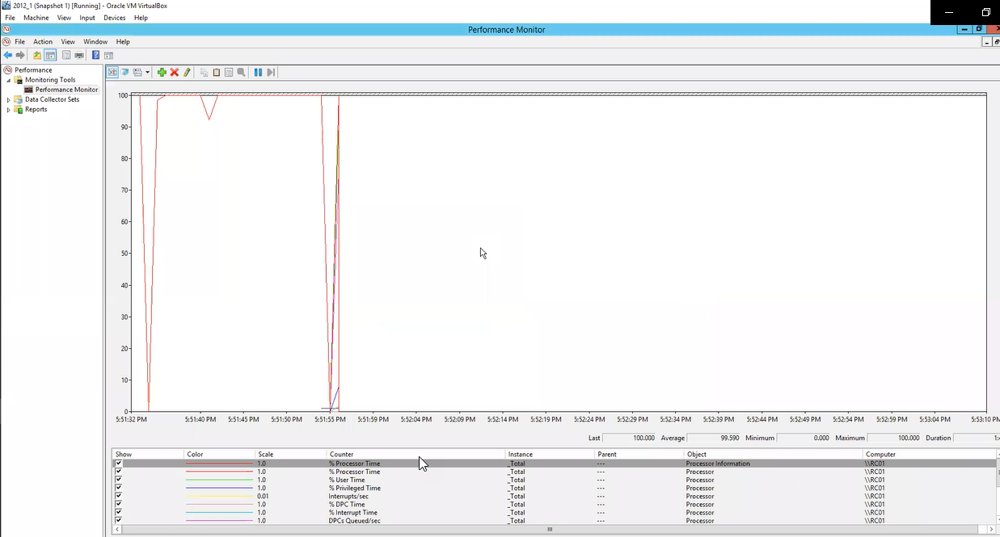 2012_1 (Snapshot 1) [Running] - Oracle VM VirtualBox
File Machine View Input Devices Help
Performance Monitor
File Action View Window Help
Performance
Monitoring Tools
Performance Monitor
Data Collector Sets
Reports
100
90
80
70
60
50
40
30
20
10
0
5:51:32 PM 5:51:40 PM 5:51:45 PM 5:51:50 PM 5:51:55 PM 5:51:59 PM 5:52:04 PM 5:52:09 PM 5:52:14 PM 5:52:19 PM 5:52:24 PM 5:52:29 PM 5:52:34 PM 5:52:39 PM 5:52:44 PM 5:52:49 PM 5:52:54 PM 5:52:59 PM 5:53:04 PM 5:53:10 PM
Last 100.000 Average 99.590 Minimum 0.000 Maximum 100.000 Duration
Show Color Scale Counter Instance Parent Object Computer
1.0 % Processor Time _Total --- Processor Information \\RC01
1.0 % Processor Time _Total --- Processor \\RC01
1.0 % User Time _Total --- Processor \\RC01
1.0 % Privileged Time _Total --- Processor \\RC01
0.01 Interrupts/sec _Total --- Processor \\RC01
1.0 % DPC Time _Total --- Processor \\RC01
1.0 % Interrupt Time _Total --- Processor \\RC01
1.0 DPCs Queued/sec _Total --- Processor \\RC01